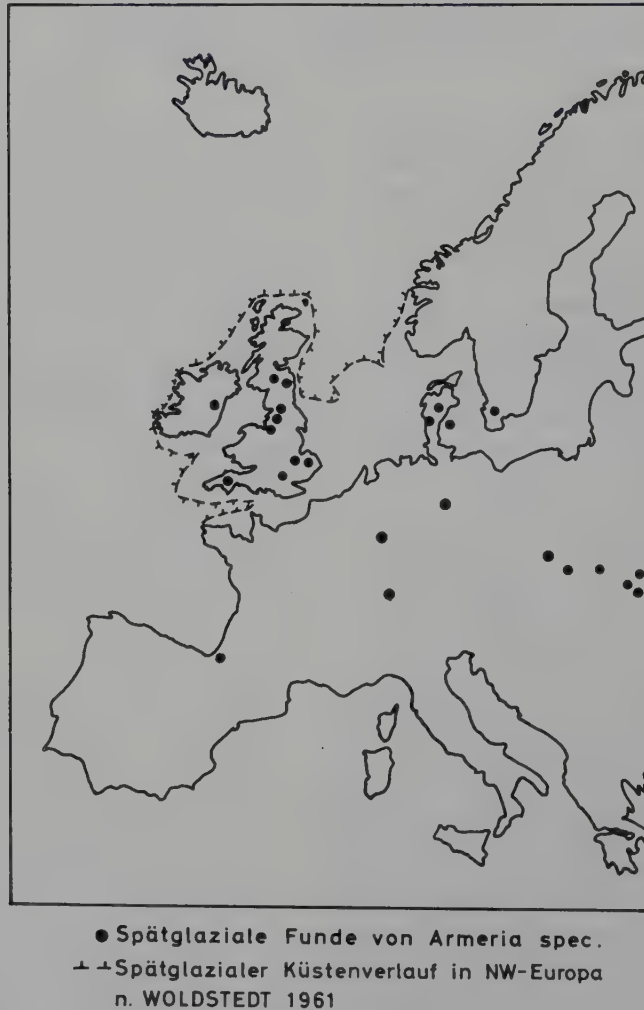 ● Spätglaziale Funde von Armeria spec.
⊥ ⊥ Spätglazialer Küstenverlauf in NW-Europa
n. WOLDSTEDT 1961